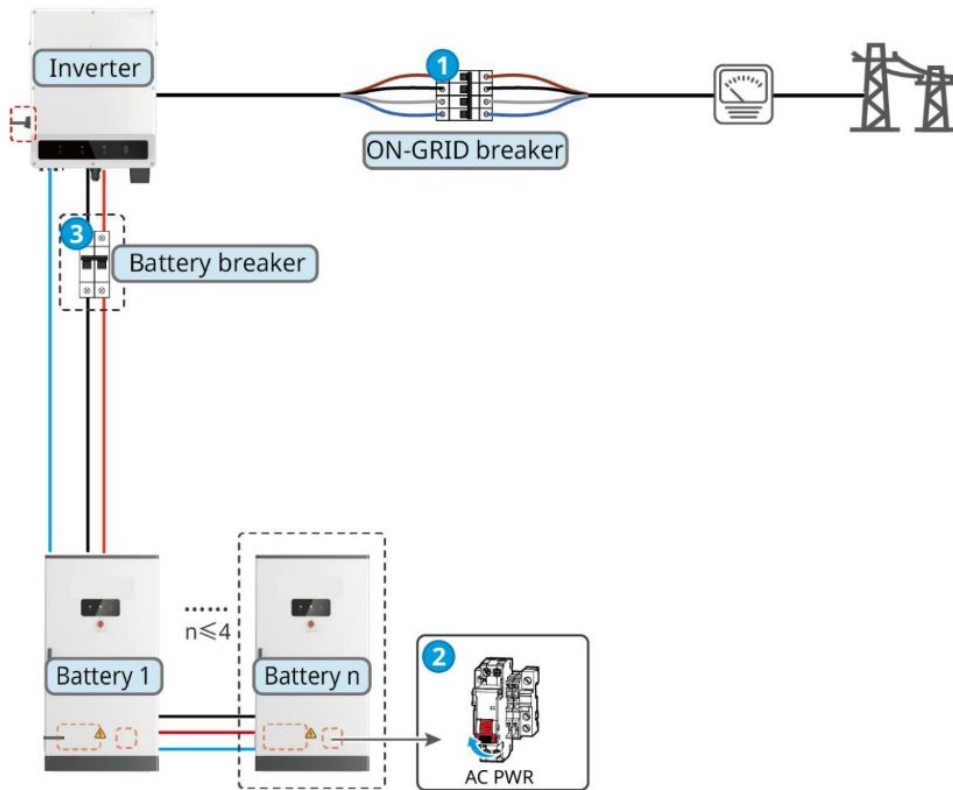 Inverter
1
ON-GRID breaker
3
Battery breaker
n≤4
Battery 1
Battery n
2
AC PWR